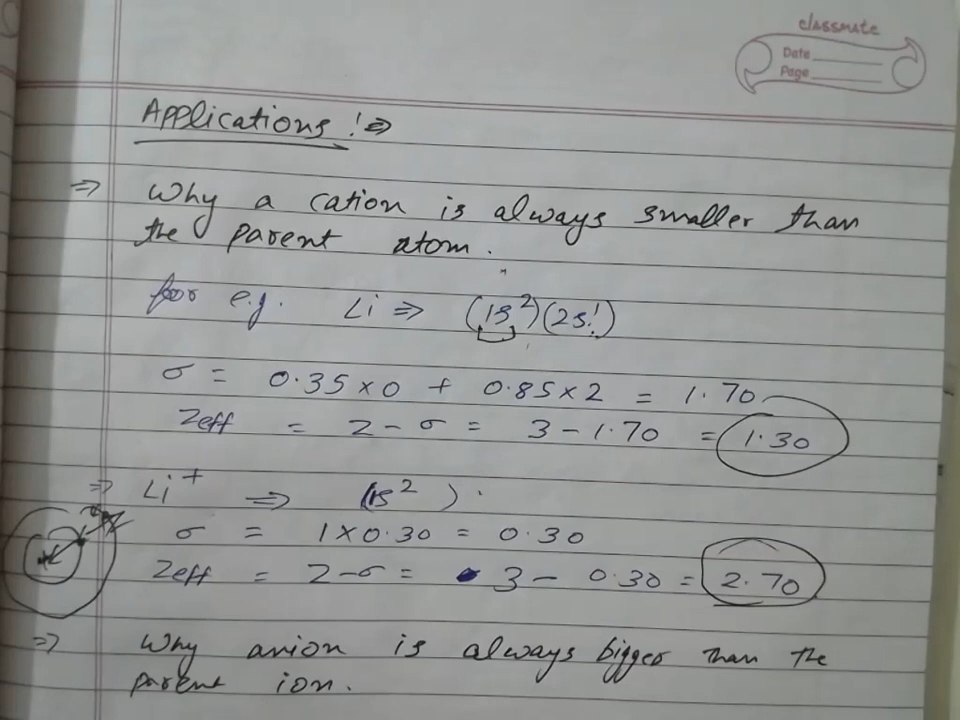 classmate
Date
Page
Applications :⇒
⇒ Why a cation is always smaller than
the parent atom.
for e.g. Li ⇒ (1s²)(2s¹)
σ = 0.35×0 + 0.85×2 = 1.70
Zeff = Z-σ = 3-1.70 = 1.30
⇒ Li⁺ ⇒ (1s²).
σ = 1×0.30 = 0.30
Zeff = Z-σ = 3- 0.30 = 2.70
⇒ Why anion is always bigger than the
parent ion.